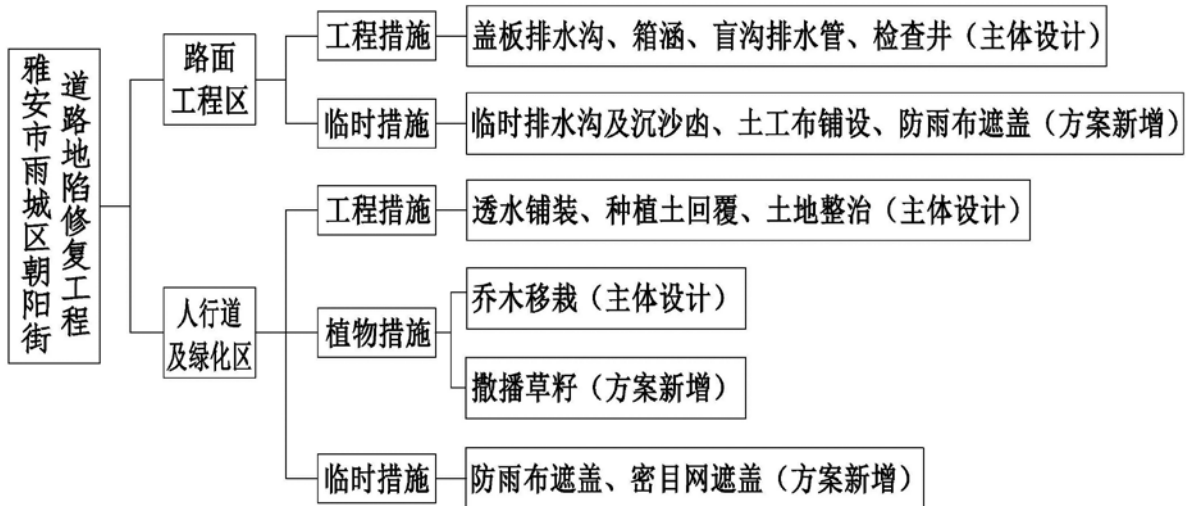 雅安市雨城区朝阳街
道路地陷修复工程
路面
工程区
工程措施
盖板排水沟、箱涵、盲沟排水管、检查井（主体设计）
临时措施
临时排水沟及沉沙凼、土工布铺设、防雨布遮盖（方案新增）
人行道
及绿化区
工程措施
透水铺装、种植土回覆、土地整治（主体设计）
植物措施
乔木移栽（主体设计）
撒播草籽（方案新增）
临时措施
防雨布遮盖、密目网遮盖（方案新增）